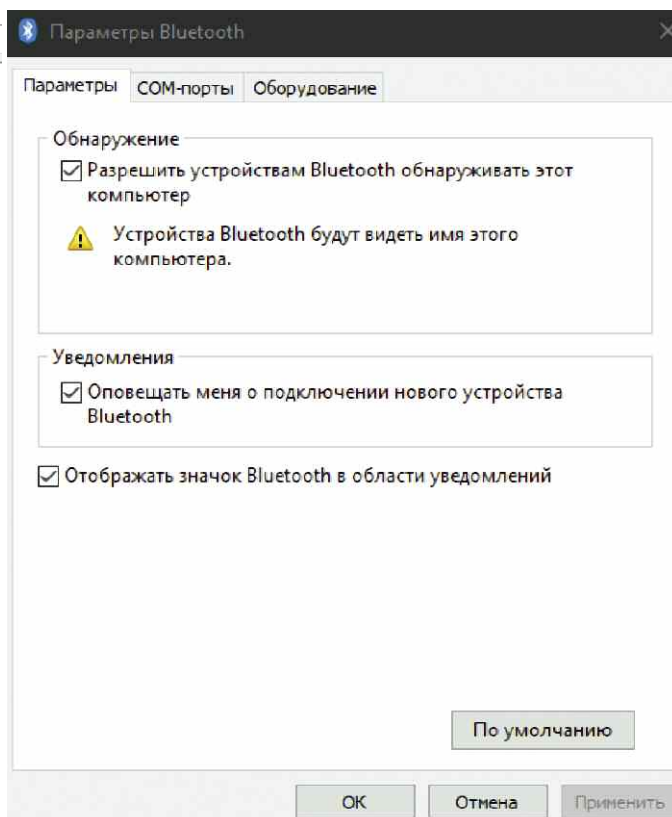 Параметры Bluetooth
Параметры COM-порты Оборудование
Обнаружение
Разрешить устройствам Bluetooth обнаруживать этот
компьютер
Устройства Bluetooth будут видеть имя этого
компьютера.
Уведомления
Оповещать меня о подключении нового устройства
Bluetooth
Отображать значок Bluetooth в области уведомлений
По умолчанию
ОК Отмена Применить